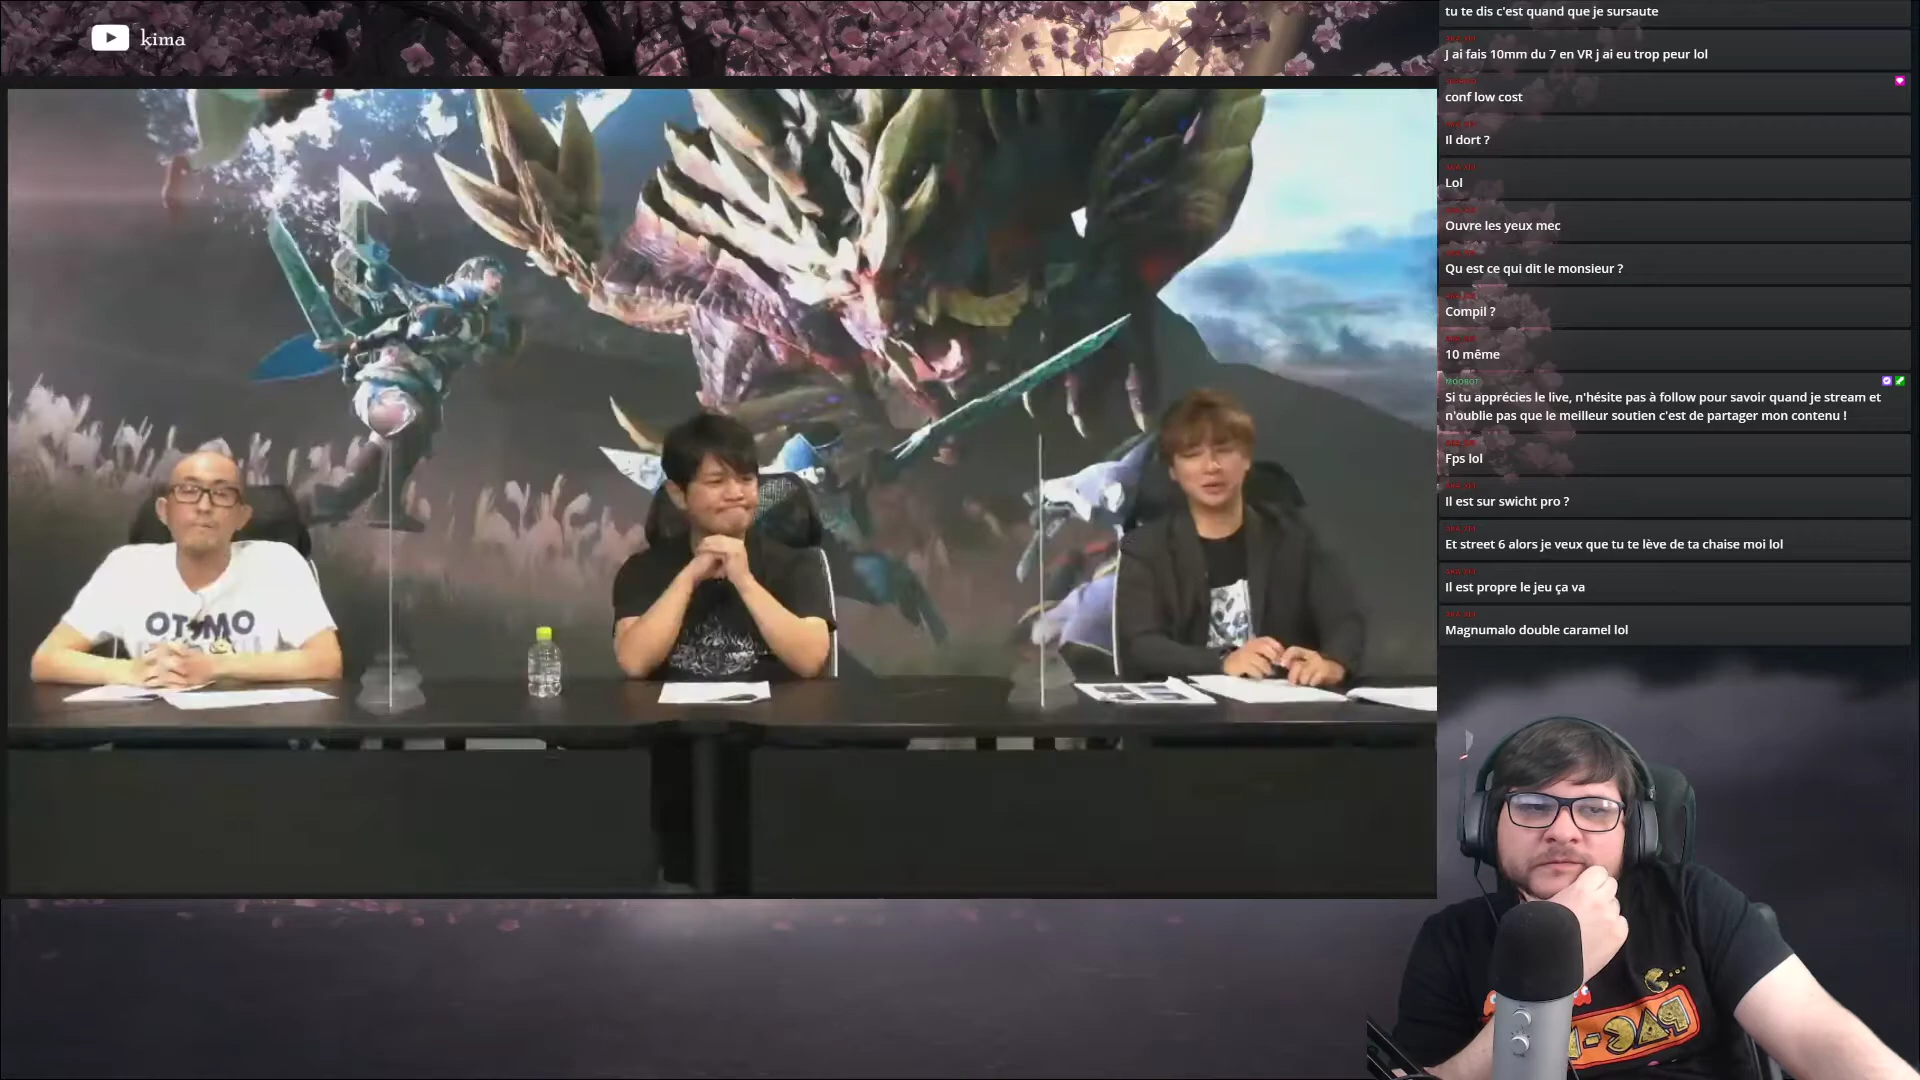 kima
tu te dis c'est quand que je sursaute
J ai fais 10mm du 7 en VR j ai eu trop peur lol
conf low cost
Il dort ?
Lol
Ouvre les yeux mec
Qu est ce qui dit le monsieur ?
Compil ?
10 même
MODBOT
Si tu apprécies le live, n'hésite pas à follow pour savoir quand je stream et
n'oublie pas que le meilleur soutien c'est de partager mon contenu !
Fps lol
Il est sur swicht pro ?
Et street 6 alors je veux que tu te lève de ta chaise moi lol
Il est propre le jeu ça va
Magnumalo double caramel lol
OTOMO